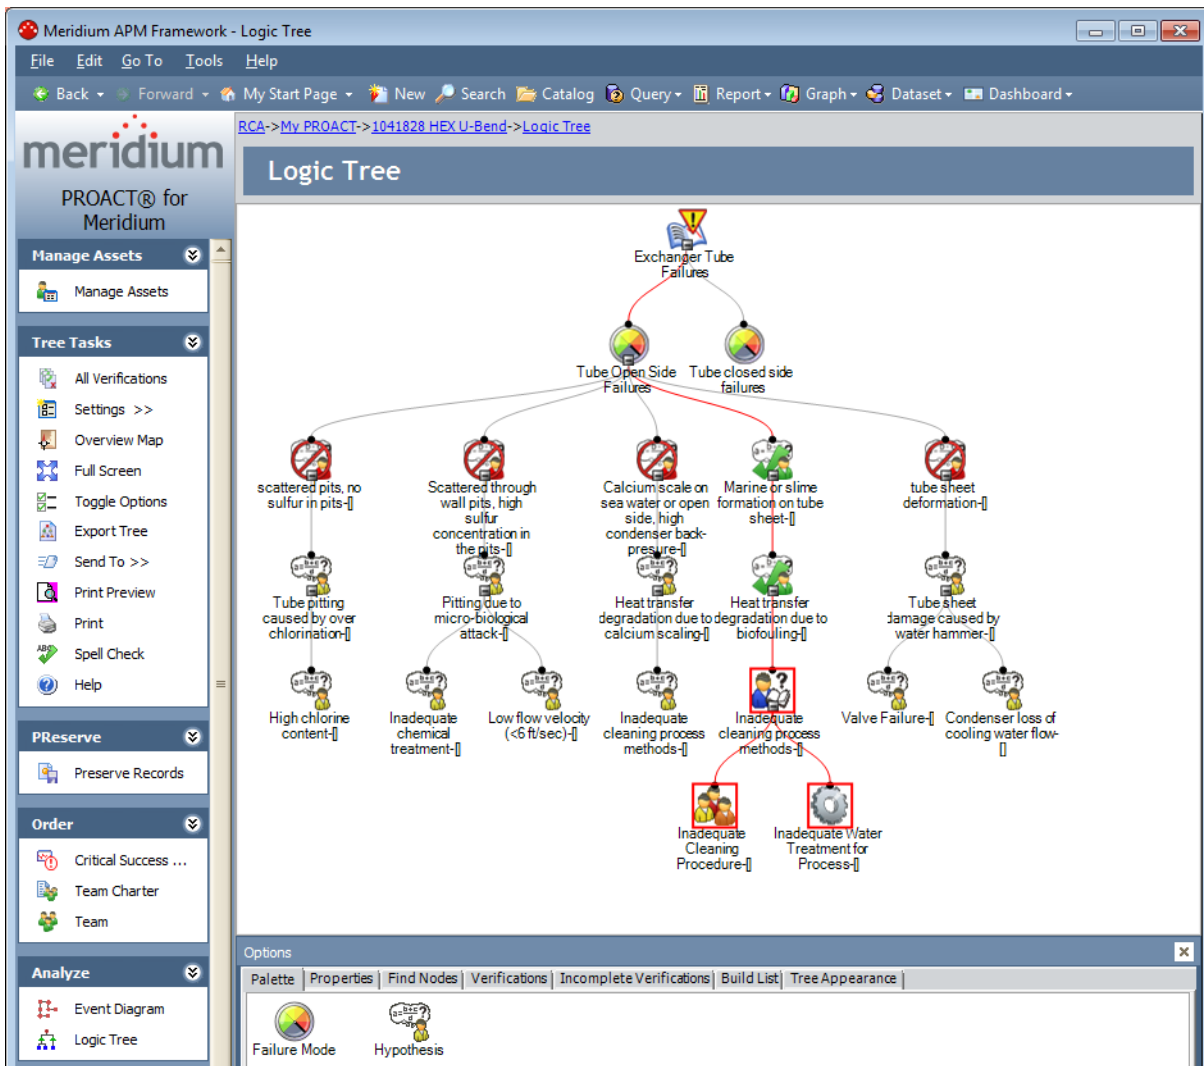 Meridium APM Framework - Logic Tree
File Edit Go To Tools Help
Back Forward My Start Page New Search Catalog Query Report Graph Dataset Dashboard
meridium
PROACT® for
Meridium
Manage Assets
Manage Assets
Tree Tasks
All Verifications
Settings >>
Overview Map
Full Screen
Toggle Options
Export Tree
Send To >>
Print Preview
Print
Spell Check
Help
PReserve
Preserve Records
Order
Critical Success ...
Team Charter
Team
Analyze
Event Diagram
Logic Tree
RCA->My PROACT->1041828 HEX U-Bend->Logic Tree
Logic Tree
Exchanger Tube
Failures
Tube Open Side
Failures
Tube closed side
failures
scattered pits, no
sulfur in pits-[]
Scattered through
wall pits, high
sulfur
concentration in
the pits-[]
Calcium scale on
sea water or open
side, high
condenser back-
presure-[]
Marine or slime
formation on tube
sheet-[]
tube sheet
deformation-[]
Tube pitting
caused by over
chlorination-[]
Pitting due to
micro-biological
attack-[]
Heat transfer
degradation due to
calcium scaling-[]
Heat transfer
degradation due to
biofouling-[]
Tube sheet
damage caused by
water hammer-[]
High chlorine
content-[]
Inadequate
chemical
treatment-[]
Low flow velocity
(<6 ft/sec)-[]
Inadequate
cleaning process
methods-[]
Inadequate
cleaning process
methods-[]
Valve Failure-[]
Condenser loss of
cooling water flow-
[]
Inadequate
Cleaning
Procedure-[]
Inadequate Water
Treatment for
Process-[]
Options
Palette Properties Find Nodes Verifications Incomplete Verifications Build List Tree Appearance
Failure Mode
Hypothesis